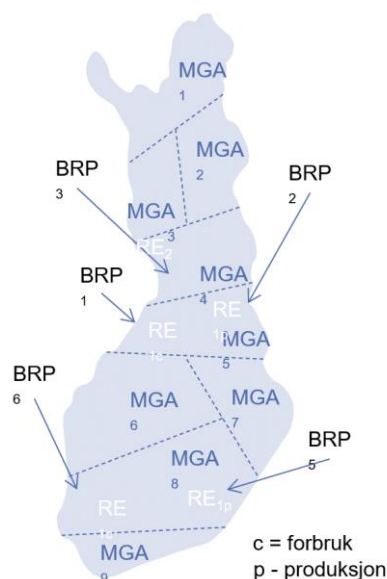 MGA
1
MGA
2
BRP
3
BRP
2
MGA
3
RE2
BRP
1
MGA
4
RE
1c
RE
1p
MGA
5
BRP
6
MGA
6
MGA
7
MGA
8
BRP
5
RE
1c
RE1p
MGA
9
c = forbruk
p - produksjon